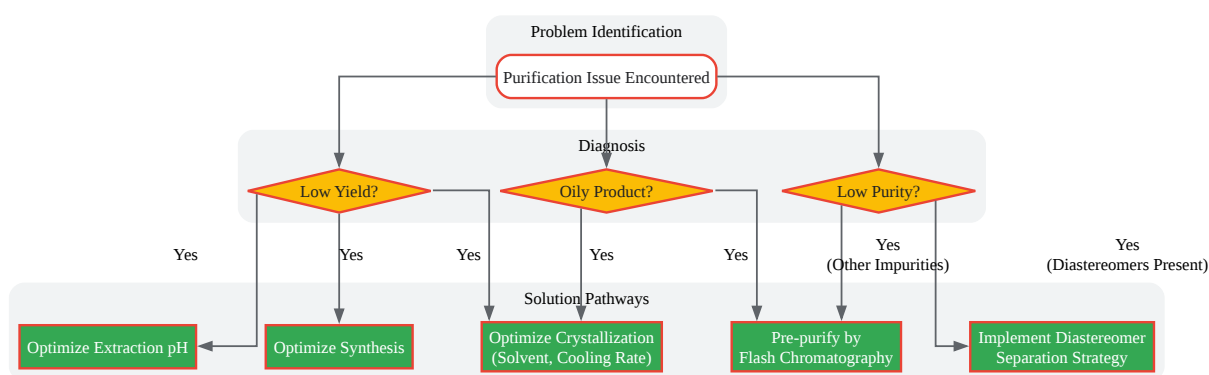 Problem Identification
Purification Issue Encountered
Diagnosis
Low Yield?
Oily Product?
Low Purity?
Yes
Yes
Yes
Yes
Yes
Yes
(Other Impurities)
Yes
(Diastereomers Present)
Solution Pathways
Optimize Extraction pH
Optimize Synthesis
Optimize Crystallization
(Solvent, Cooling Rate)
Pre-purify by
Flash Chromatography
Implement Diastereomer
Separation Strategy